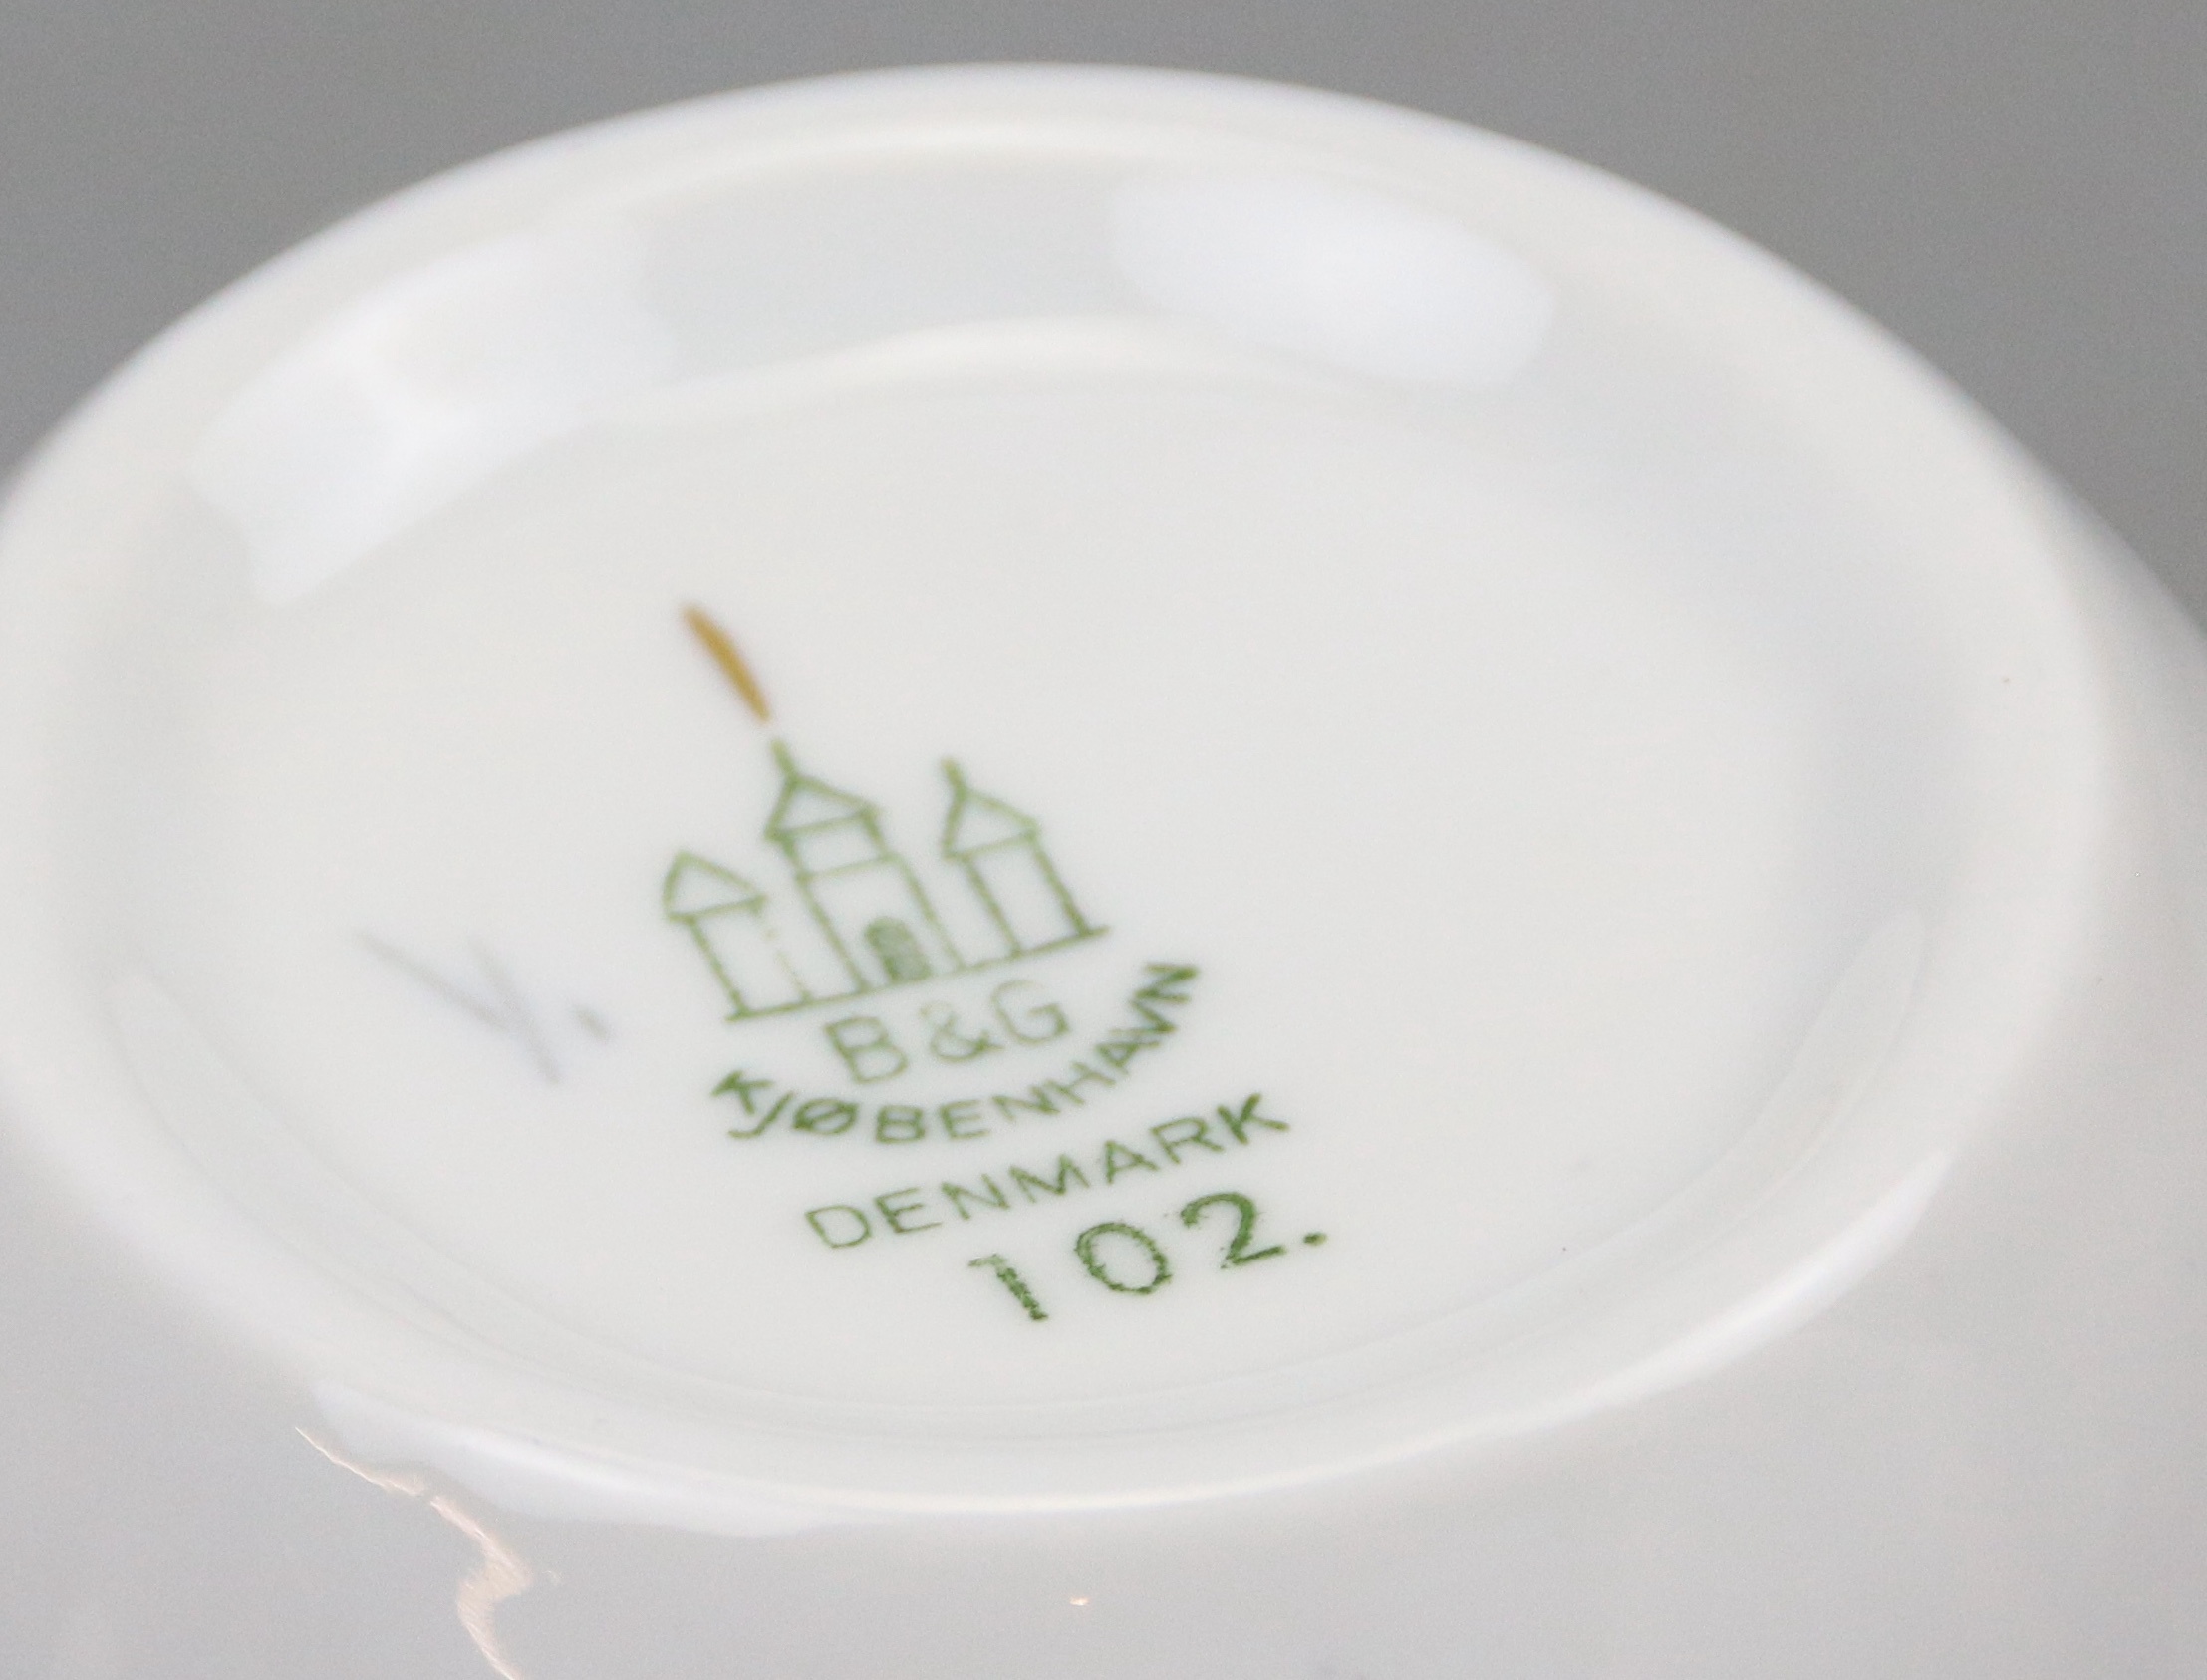 V.
B&G
KJØBENHAVN
DENMARK
102.